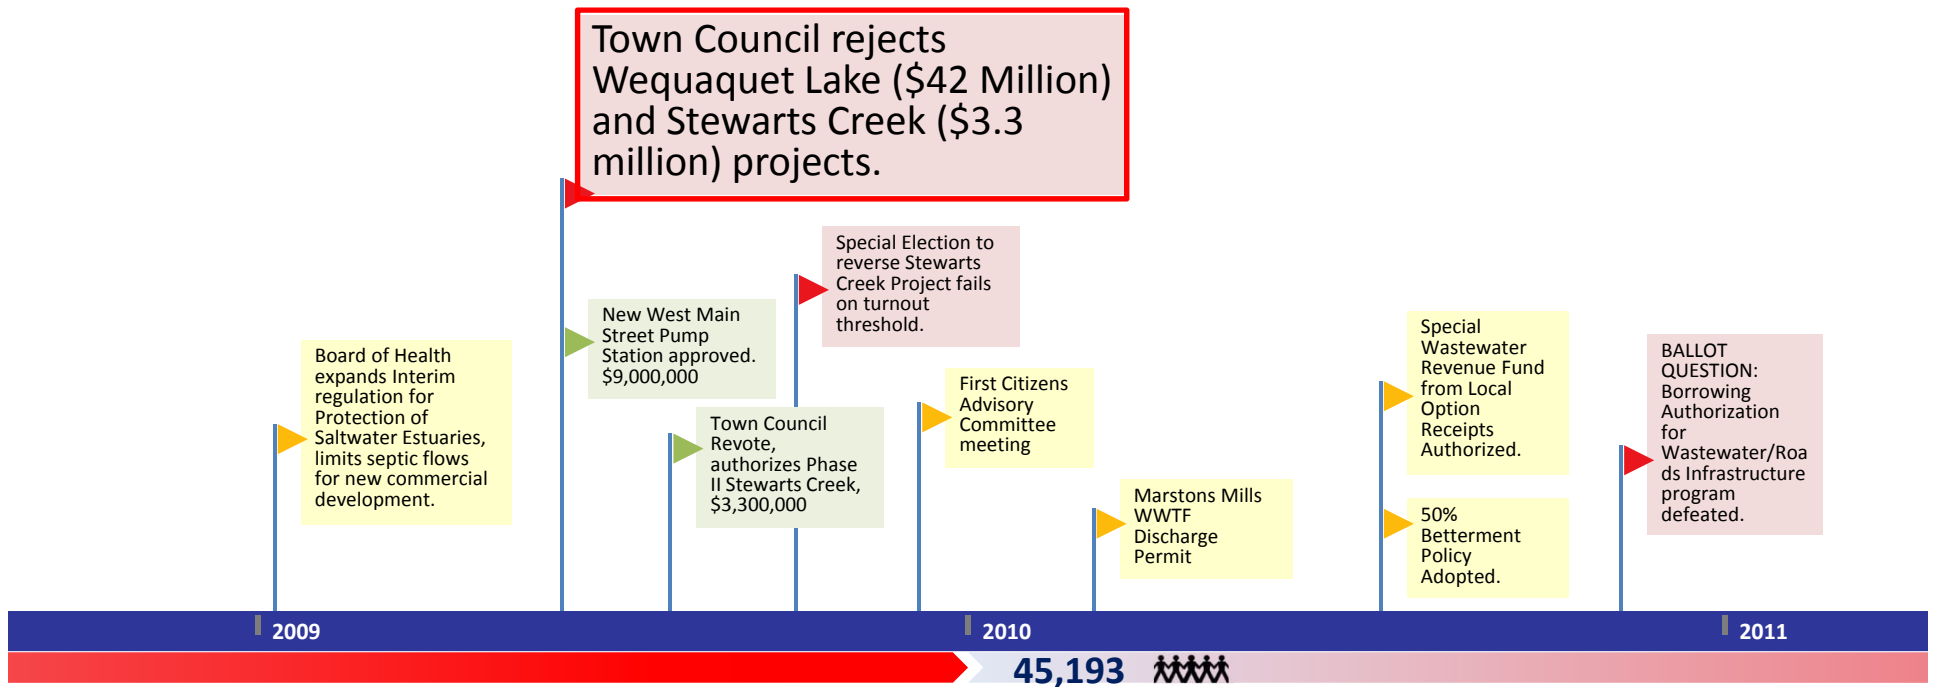 Town Council rejects
Wequaquet Lake ($42 Million)
and Stewarts Creek ($3.3
million) projects.
Special Election to
reverse Stewarts
Creek Project fails
on turnout
threshold.
New West Main
Street Pump
Station approved.
$9,000,000
Board of Health
expands Interim
regulation for
Protection of
Saltwater Estuaries,
limits septic flows
for new commercial
development.
Town Council
Revote,
authorizes Phase
II Stewarts Creek,
$3,300,000
First Citizens
Advisory
Committee
meeting
Marstons Mills
WWTF
Discharge
Permit
Special
Wastewater
Revenue Fund
from Local
Option
Receipts
Authorized.
50%
Betterment
Policy
Adopted.
BALLOT
QUESTION:
Borrowing
Authorization
for
Wastewater/Roa
ds Infrastructure
program
defeated.
2009
2010
2011
45,193